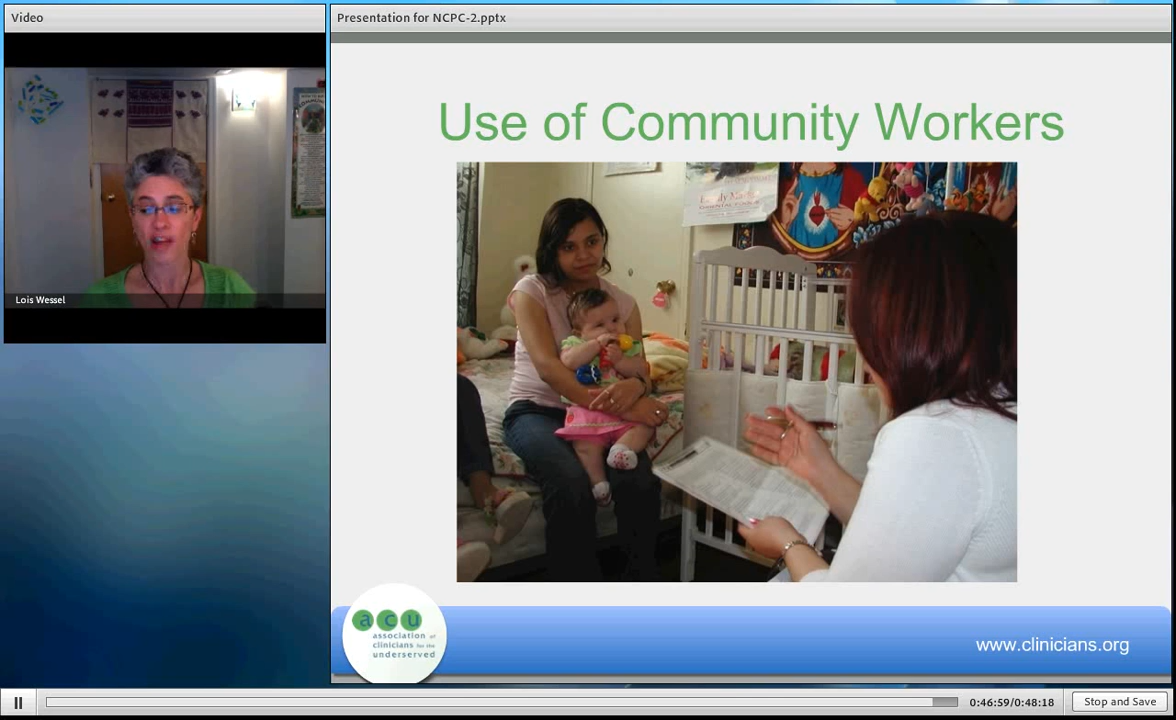 Video
Presentation for NCPC-2.pptx
Lois Wessel
Use of Community Workers
acu
association of
clinicians for the
underserved
www.clinicians.org
0:46:59/0:48:18
Stop and Save